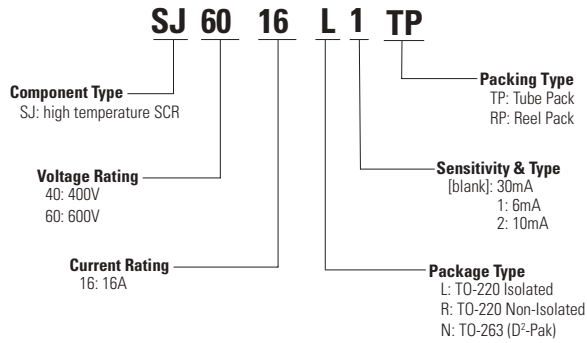 SJ 60 16 L 1 TP
Component Type
SJ: high temperature SCR
Voltage Rating
40: 400V
60: 600V
Current Rating
16: 16A
Packing Type
TP: Tube Pack
RP: Reel Pack
Sensitivity & Type
[blank]: 30mA
1: 6mA
2: 10mA
Package Type
L: TO-220 Isolated
R: TO-220 Non-Isolated
N: TO-263 (D²-Pak)